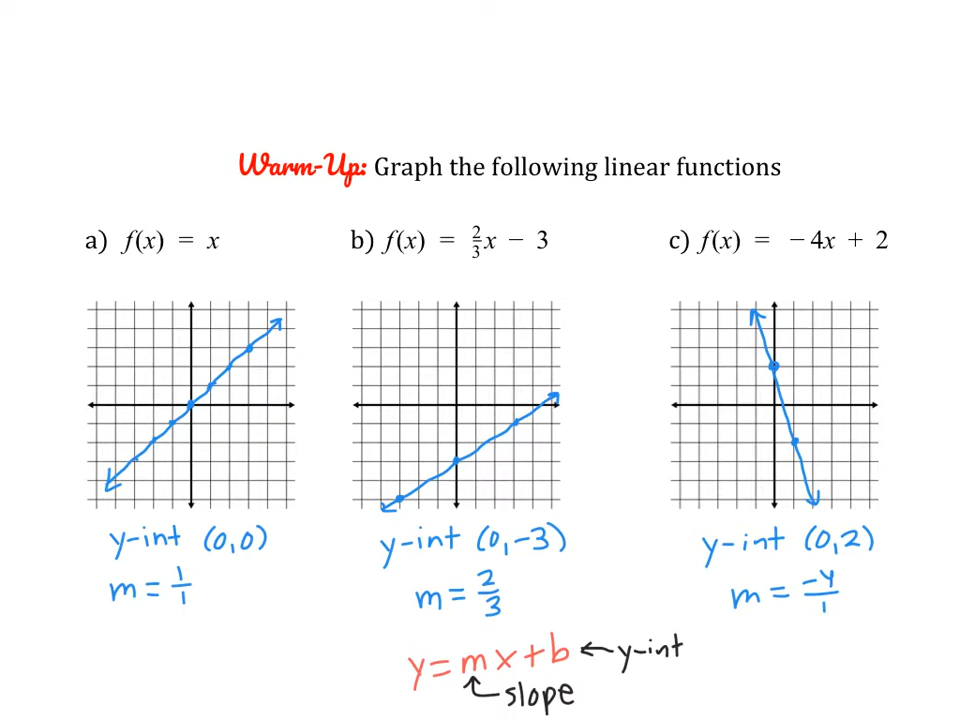 Warm-Up: Graph the following linear functions
a) f(x) = x
b) f(x) = 2/3x − 3
c) f(x) = −4x + 2
y-int (0,0)
m = 1/1
y-int (0,-3)
m = 2/3
y-int (0,2)
m = -4/1
y = mx + b ← y-int
slope